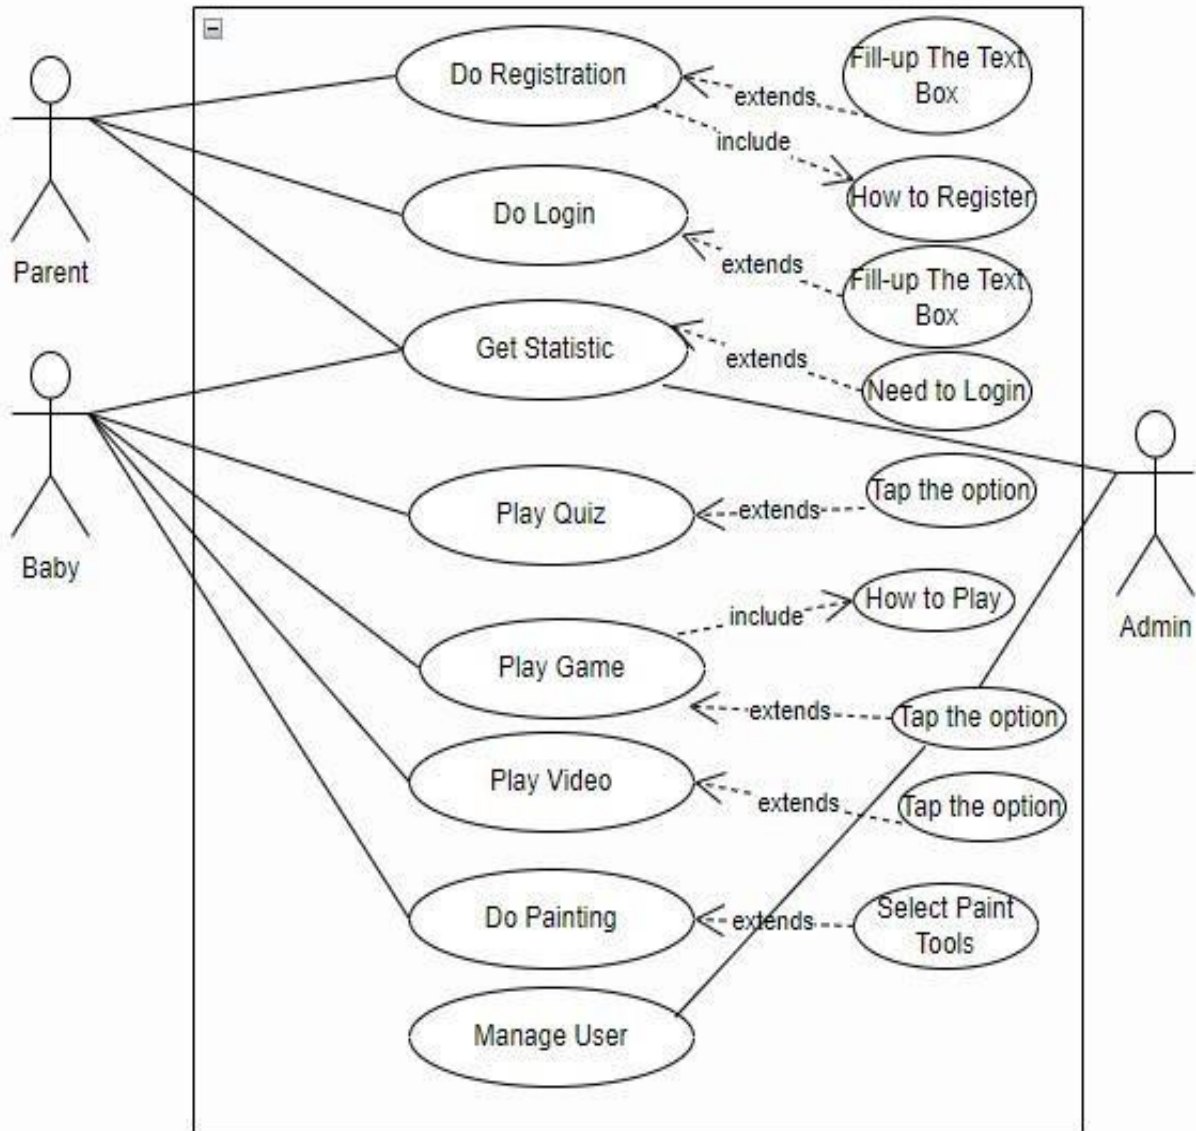 Do Registration
Fill-up The Text
Box
extends
include
How to Register
Parent
Do Login
extends
Fill-up The Text
Box
Get Statistic
extends
Need to Login
Baby
Play Quiz
extends
Tap the option
Admin
include
How to Play
Play Game
extends
Tap the option
Play Video
extends
Tap the option
Do Painting
extends
Select Paint
Tools
Manage User